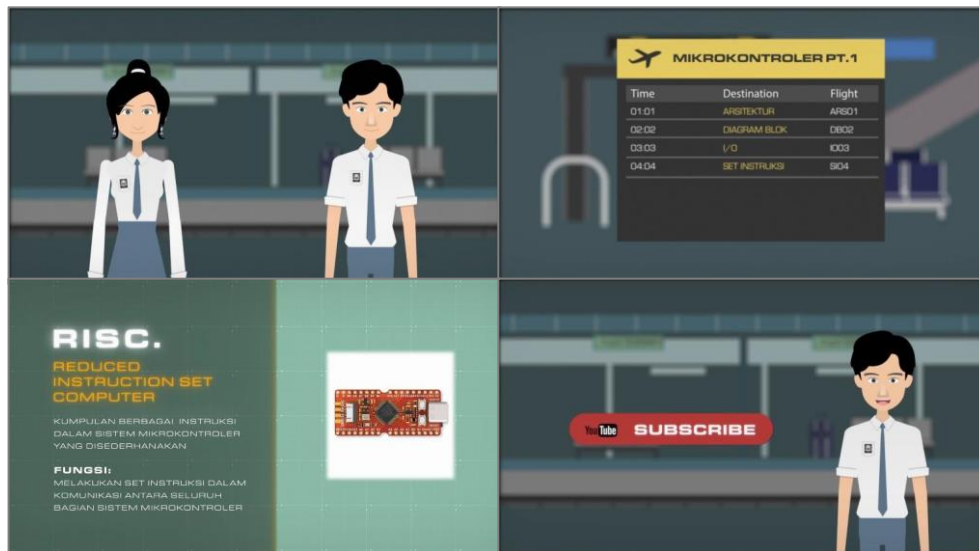 MIKROKONTROLER PT.1
Time Destination Flight
01:01 ARSITEKTUR ARS01
02:02 DIAGRAM BLOK DB02
03:03 I/O IO03
04:04 SET INSTRUKSI SI04
RISC.
REDUCED
INSTRUCTION SET
COMPUTER
KUMPULAN BERBAGAI INSTRUKSI
DALAM SISTEM MIKROKONTROLER
YANG DISEDERHANAKAN
FUNGSI:
MELAKUKAN SET INSTRUKSI DALAM
KOMUNIKASI ANTARA SELURUH
BAGIAN SISTEM MIKROKONTROLER
YouTube SUBSCRIBE